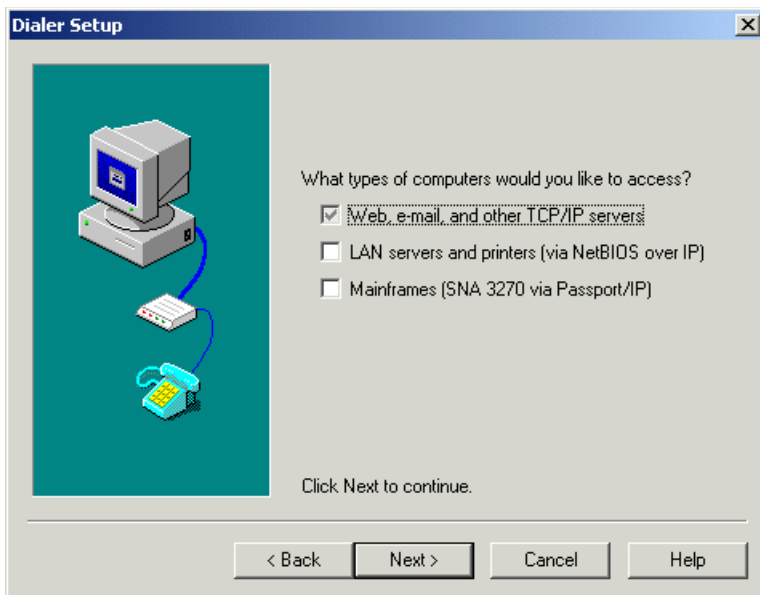 Dialer Setup
What types of computers would you like to access?
Web, e-mail, and other TCP/IP servers
LAN servers and printers (via NetBIOS over IP)
Mainframes (SNA 3270 via Passport/IP)
Click Next to continue.
< Back
Next >
Cancel
Help